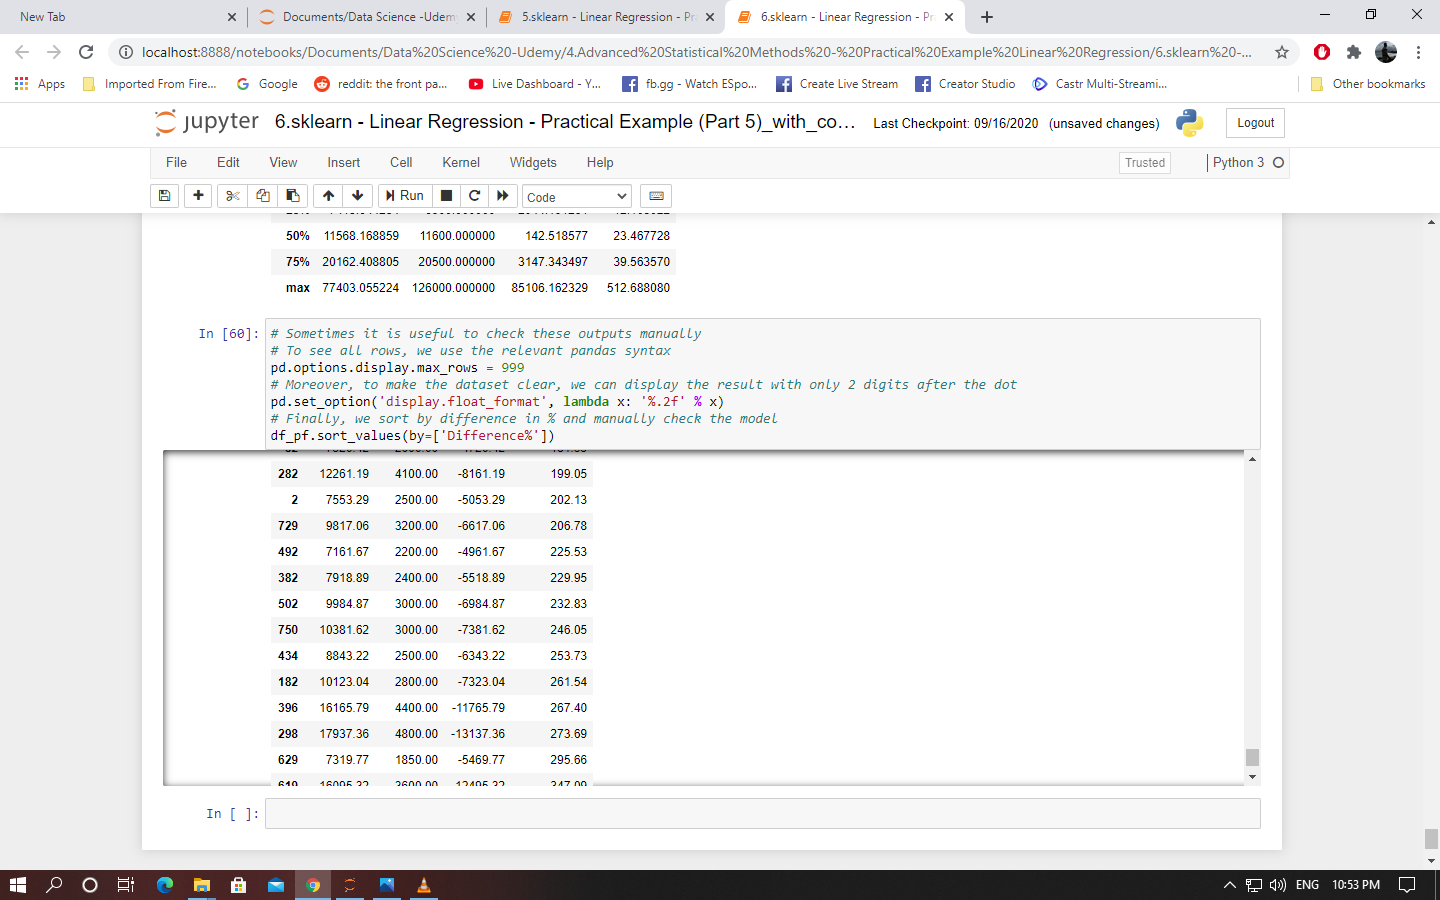 New Tab
Documents/Data Science -Udem
5.sklearn - Linear Regression - Pr
6.sklearn - Linear Regression - Pr
localhost:8888/notebooks/Documents/Data%20Science%20-Udemy/4.Advanced%20Statistical%20Methods%20-%20Practical%20Example%20Linear%20Regression/6.sklearn%20-...
Apps Imported From Fire... Google reddit: the front pa... Live Dashboard - Y... fb.gg - Watch ESpo... Create Live Stream Creator Studio Castr Multi-Streami... Other bookmarks
jupyter 6.sklearn - Linear Regression - Practical Example (Part 5)_with_co... Last Checkpoint: 09/16/2020 (unsaved changes) Logout
File Edit View Insert Cell Kernel Widgets Help Trusted Python 3
Run Code
50% 11568.168859 11600.000000 142.518577 23.467728
75% 20162.408805 20500.000000 3147.343497 39.563570
max 77403.055224 126000.000000 85106.162329 512.688080
In [60]: # Sometimes it is useful to check these outputs manually
# To see all rows, we use the relevant pandas syntax
pd.options.display.max_rows = 999
# Moreover, to make the dataset clear, we can display the result with only 2 digits after the dot
pd.set_option('display.float_format', lambda x: '%.2f' % x)
# Finally, we sort by difference in % and manually check the model
df_pf.sort_values(by=['Difference%'])
282 12261.19 4100.00 -8161.19 199.05
2 7553.29 2500.00 -5053.29 202.13
729 9817.06 3200.00 -6617.06 206.78
492 7161.67 2200.00 -4961.67 225.53
382 7918.89 2400.00 -5518.89 229.95
502 9984.87 3000.00 -6984.87 232.83
750 10381.62 3000.00 -7381.62 246.05
434 8843.22 2500.00 -6343.22 253.73
182 10123.04 2800.00 -7323.04 261.54
396 16165.79 4400.00 -11765.79 267.40
298 17937.36 4800.00 -13137.36 273.69
629 7319.77 1850.00 -5469.77 295.66
In [ ]:
ENG 10:53 PM